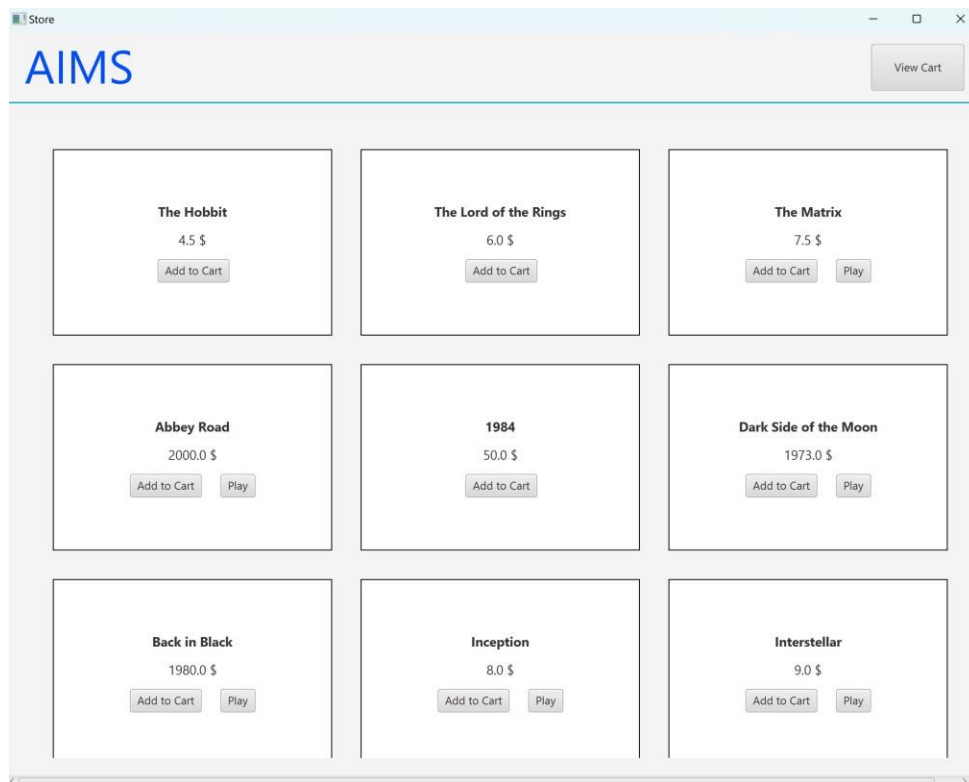 Store
AIMS
View Cart
The Hobbit
4.5 $
Add to Cart
The Lord of the Rings
6.0 $
Add to Cart
The Matrix
7.5 $
Add to Cart Play
Abbey Road
2000.0 $
Add to Cart Play
1984
50.0 $
Add to Cart
Dark Side of the Moon
1973.0 $
Add to Cart Play
Back in Black
1980.0 $
Add to Cart Play
Inception
8.0 $
Add to Cart Play
Interstellar
9.0 $
Add to Cart Play